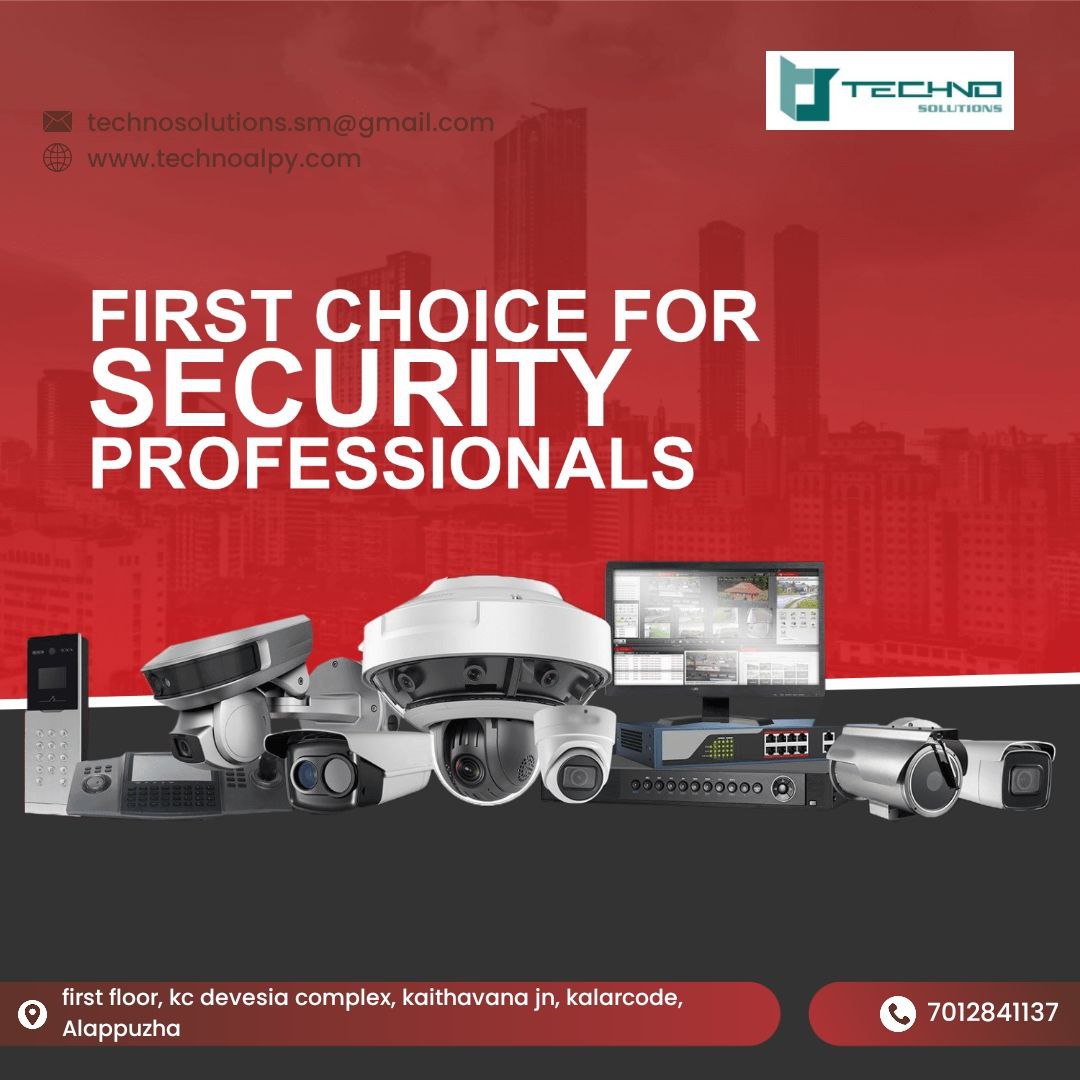 TECHNO
SOLUTIONS
technosolutions.sm@gmail.com
www.technoalpy.com
FIRST CHOICE FOR
SECURITY
PROFESSIONALS
first floor, kc devesia complex, kaithavana jn, kalarcode,
Alappuzha
7012841137